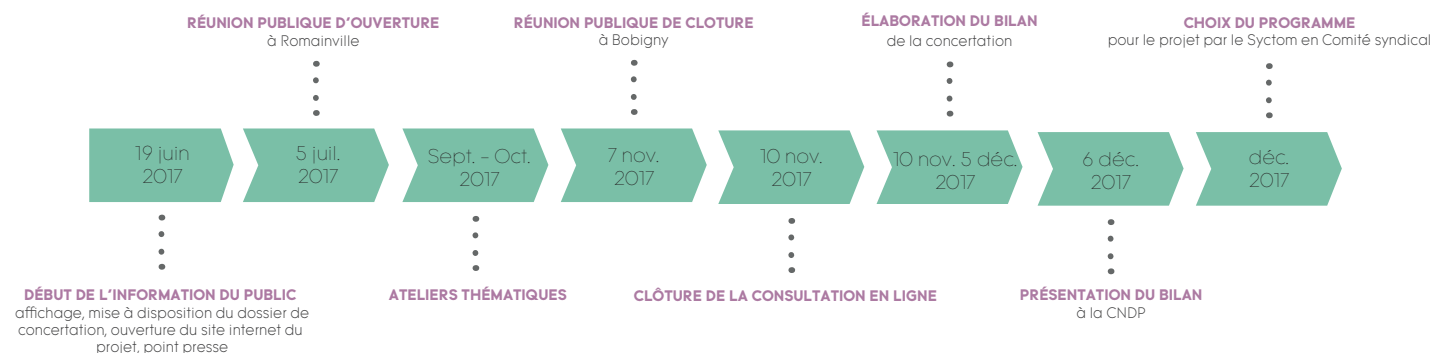 RÉUNION PUBLIQUE D'OUVERTURE
à Romainville
RÉUNION PUBLIQUE DE CLOTURE
à Bobigny
ÉLABORATION DU BILAN
de la concertation
CHOIX DU PROGRAMME
pour le projet par le Syctom en Comité syndical
19 juin
2017
5 juil.
2017
Sept. - Oct.
2017
7 nov.
2017
10 nov.
2017
10 nov. 5 déc.
2017
6 déc.
2017
déc.
2017
DÉBUT DE L'INFORMATION DU PUBLIC
affichage, mise à disposition du dossier de
concertation, ouverture du site internet du
projet, point presse
ATELIERS THÉMATIQUES
CLÔTURE DE LA CONSULTATION EN LIGNE
PRÉSENTATION DU BILAN
à la CNDP